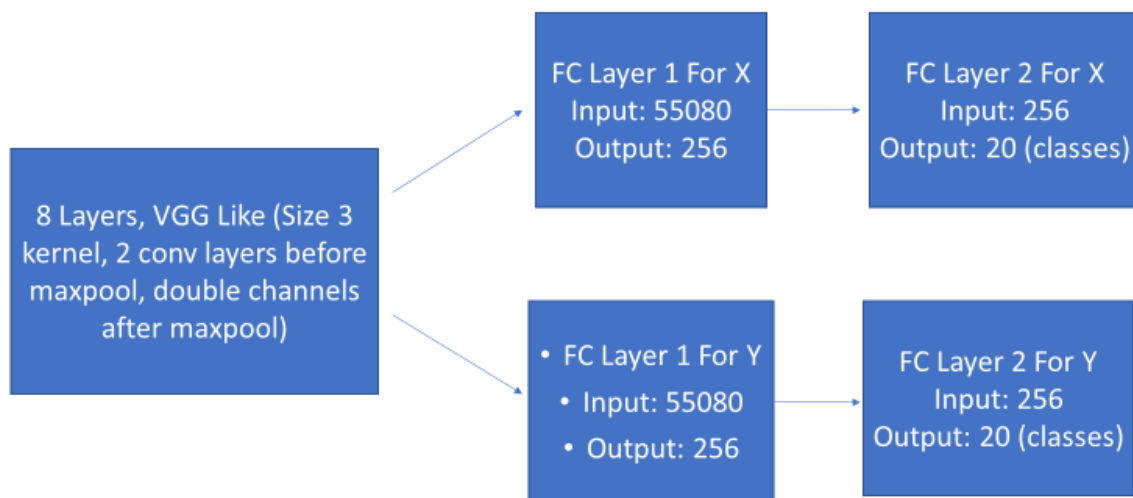 8 Layers, VGG Like (Size 3
kernel, 2 conv layers before
maxpool, double channels
after maxpool)
FC Layer 1 For X
Input: 55080
Output: 256
FC Layer 2 For X
Input: 256
Output: 20 (classes)
• FC Layer 1 For Y
• Input: 55080
• Output: 256
FC Layer 2 For Y
Input: 256
Output: 20 (classes)